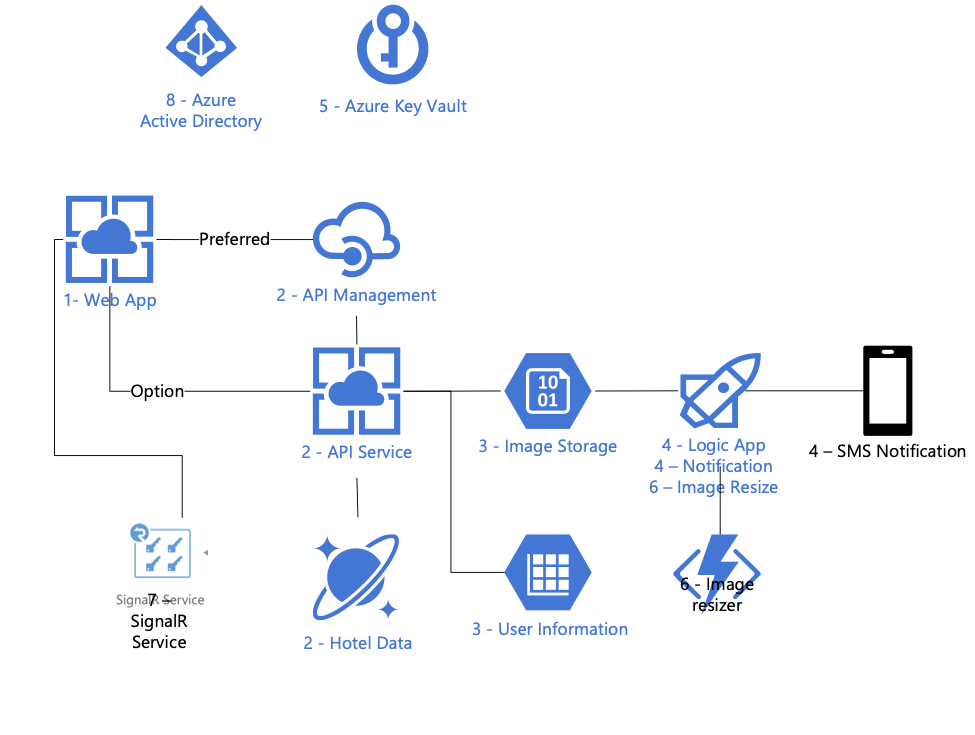 8 - Azure
Active Directory
5 - Azure Key Vault
Preferred
1- Web App
2 - API Management
Option
10
01
2 - API Service
3 - Image Storage
4 - Logic App
4 – Notification
6 – Image Resize
4 – SMS Notification
SignalR Service
7 –
SignalR
Service
2 - Hotel Data
3 - User Information
6 - Image
resizer